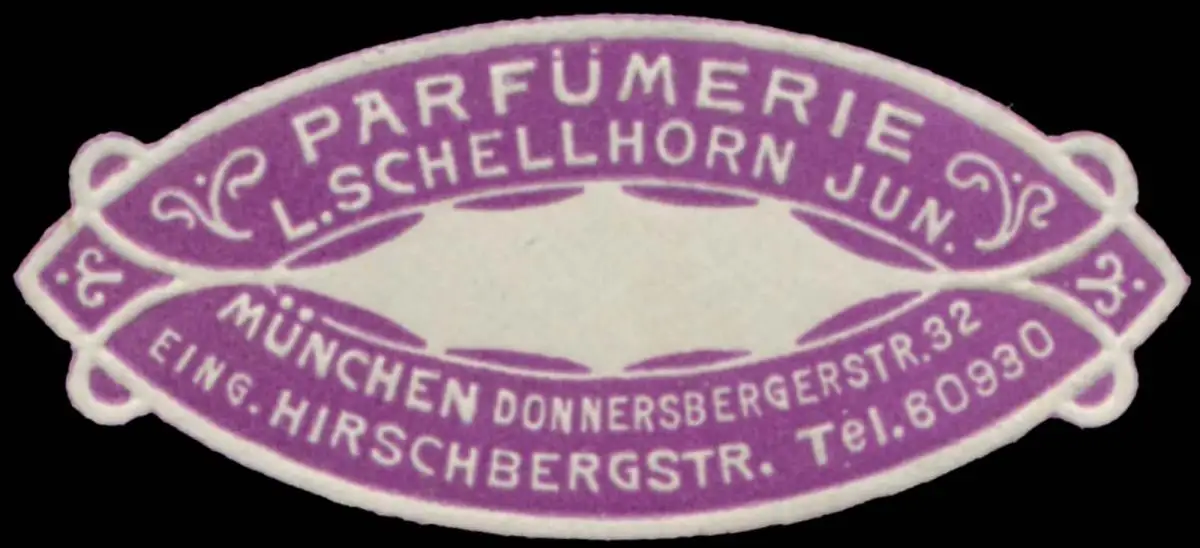 PARFÜMERIE
L. SCHELLHORN JUN.
MÜNCHEN DONNERSBERGERSTR. 32
EING. HIRSCHBERGSTR. Tel. 60930